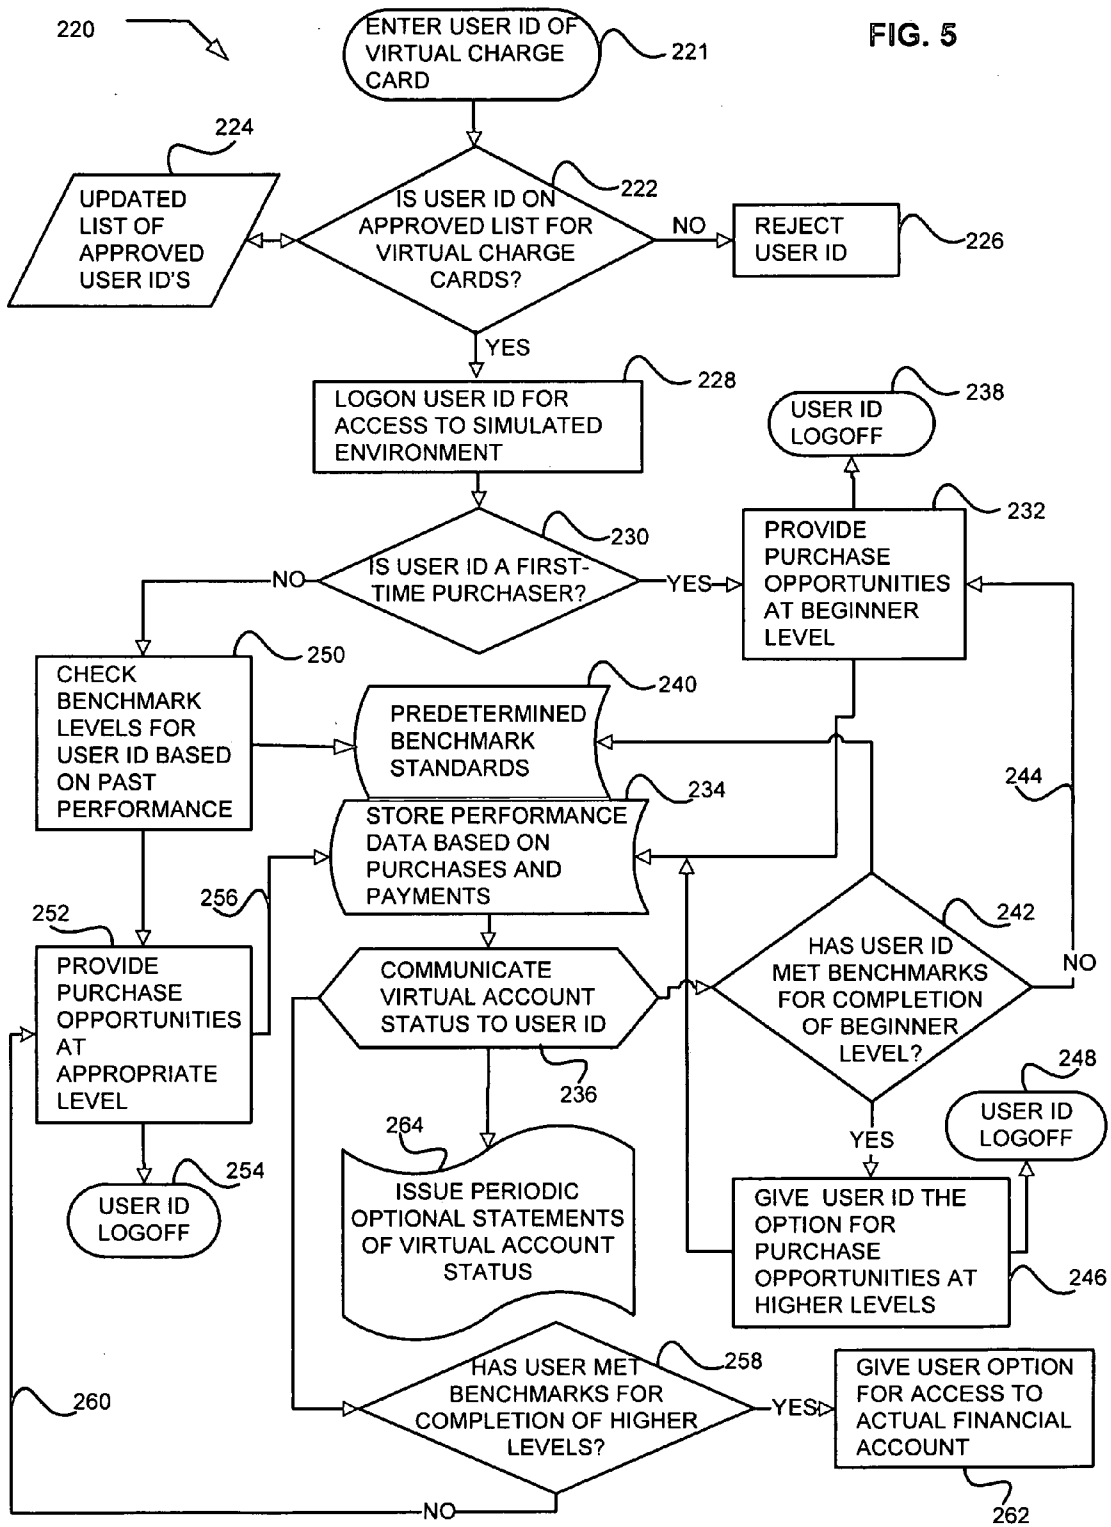 220
ENTER USER ID OF
VIRTUAL CHARGE
CARD
221
FIG. 5
224
UPDATED
LIST OF
APPROVED
USER ID'S
IS USER ID ON
APPROVED LIST FOR
VIRTUAL CHARGE
CARDS?
222
NO
REJECT
USER ID
226
YES
LOGON USER ID FOR
ACCESS TO SIMULATED
ENVIRONMENT
228
238
USER ID
LOGOFF
IS USER ID A FIRST-
TIME PURCHASER?
230
NO
YES
PROVIDE
PURCHASE
OPPORTUNITIES
AT BEGINNER
LEVEL
232
250
CHECK
BENCHMARK
LEVELS FOR
USER ID BASED
ON PAST
PERFORMANCE
240
PREDETERMINED
BENCHMARK
STANDARDS
234
STORE PERFORMANCE
DATA BASED ON
PURCHASES AND
PAYMENTS
244
256
252
PROVIDE
PURCHASE
OPPORTUNITIES
AT
APPROPRIATE
LEVEL
COMMUNICATE
VIRTUAL ACCOUNT
STATUS TO USER ID
236
242
HAS USER ID
MET BENCHMARKS
FOR COMPLETION
OF BEGINNER
LEVEL?
NO
YES
248
USER ID
LOGOFF
254
USER ID
LOGOFF
264
ISSUE PERIODIC
OPTIONAL STATEMENTS
OF VIRTUAL ACCOUNT
STATUS
GIVE USER ID THE
OPTION FOR
PURCHASE
OPPORTUNITIES AT
HIGHER LEVELS
246
260
HAS USER MET
BENCHMARKS FOR
COMPLETION OF HIGHER
LEVELS?
258
YES
GIVE USER OPTION
FOR ACCESS TO
ACTUAL FINANCIAL
ACCOUNT
262
NO